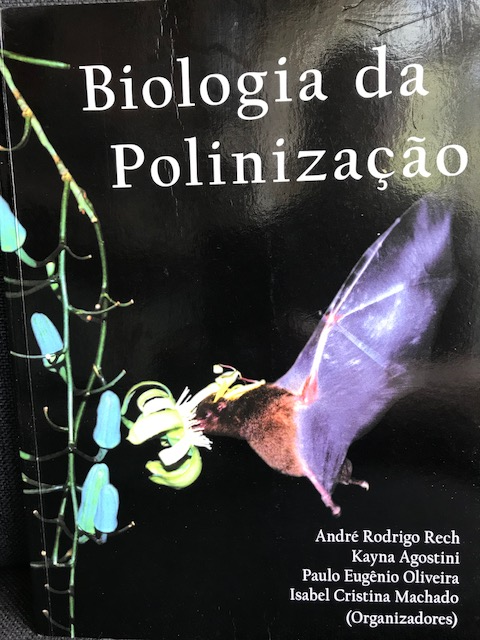 Biologia da
Polinização
André Rodrigo Rech
Kayna Agostini
Paulo Eugênio Oliveira
Isabel Cristina Machado
(Organizadores)